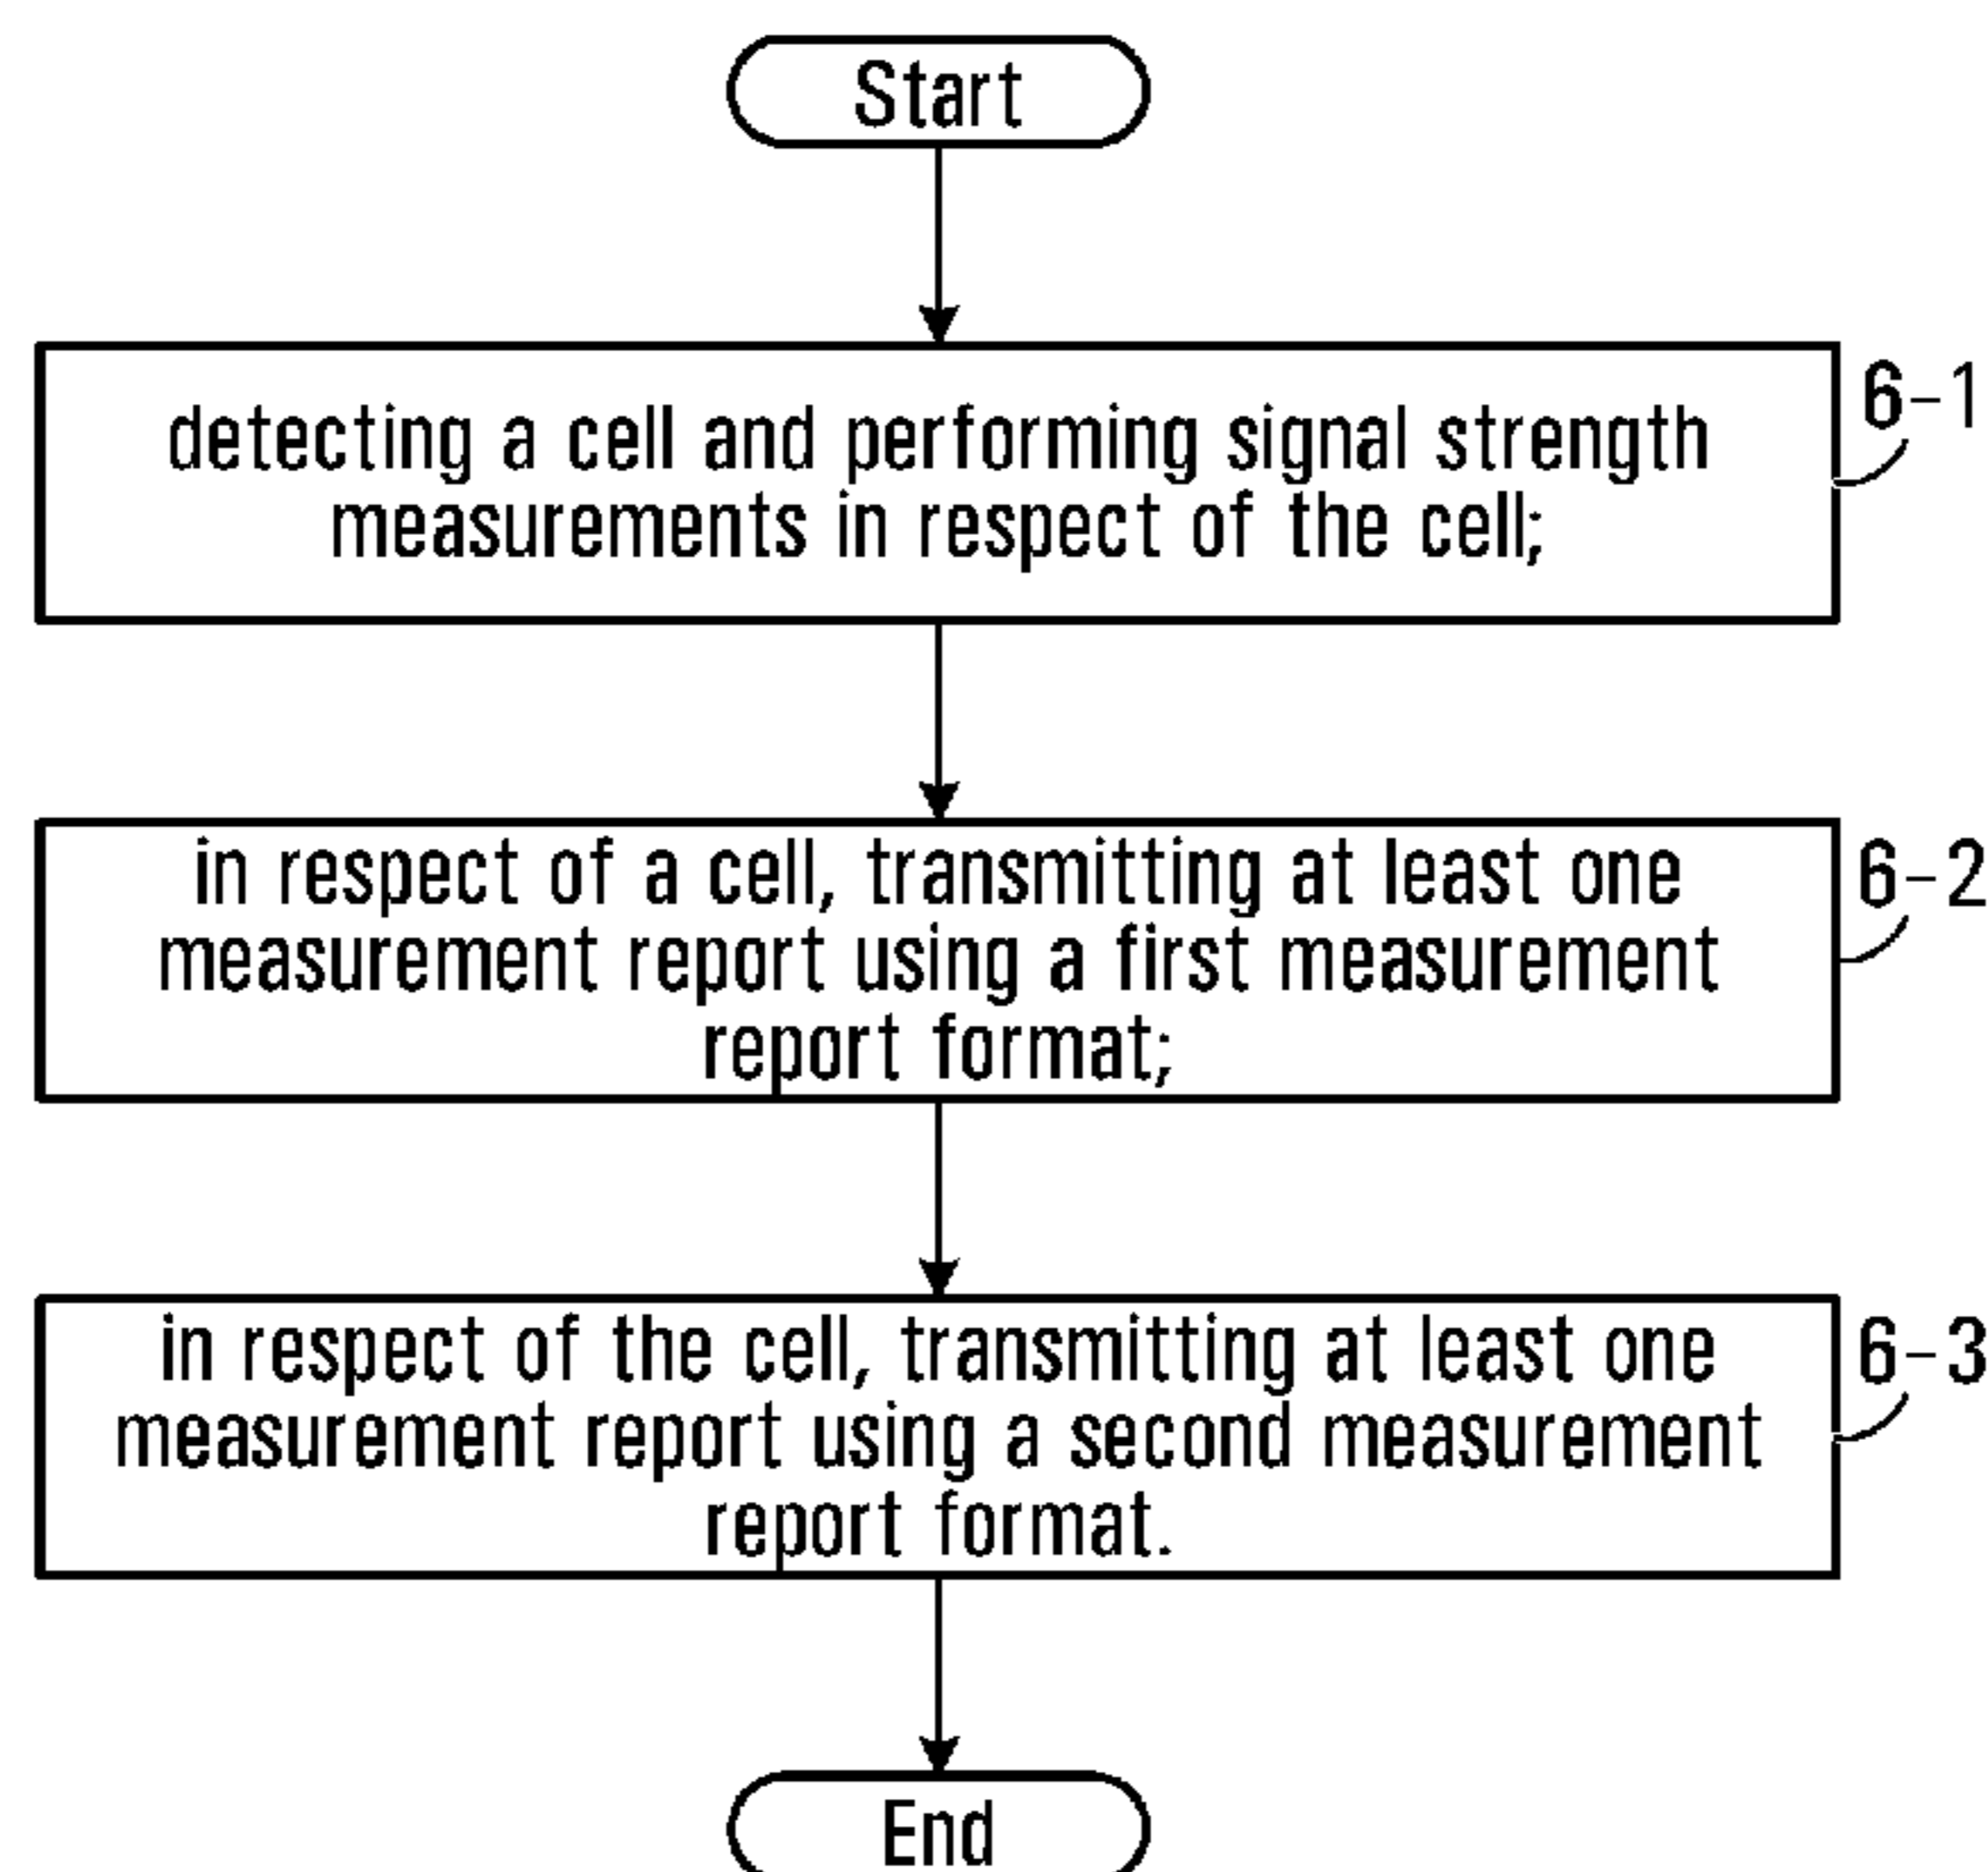 Start
detecting a cell and performing signal strength
measurements in respect of the cell;
6-1
in respect of a cell, transmitting at least one
measurement report using a first measurement
report format;
6-2
in respect of the cell, transmitting at least one
measurement report using a second measurement
report format.
6-3
End